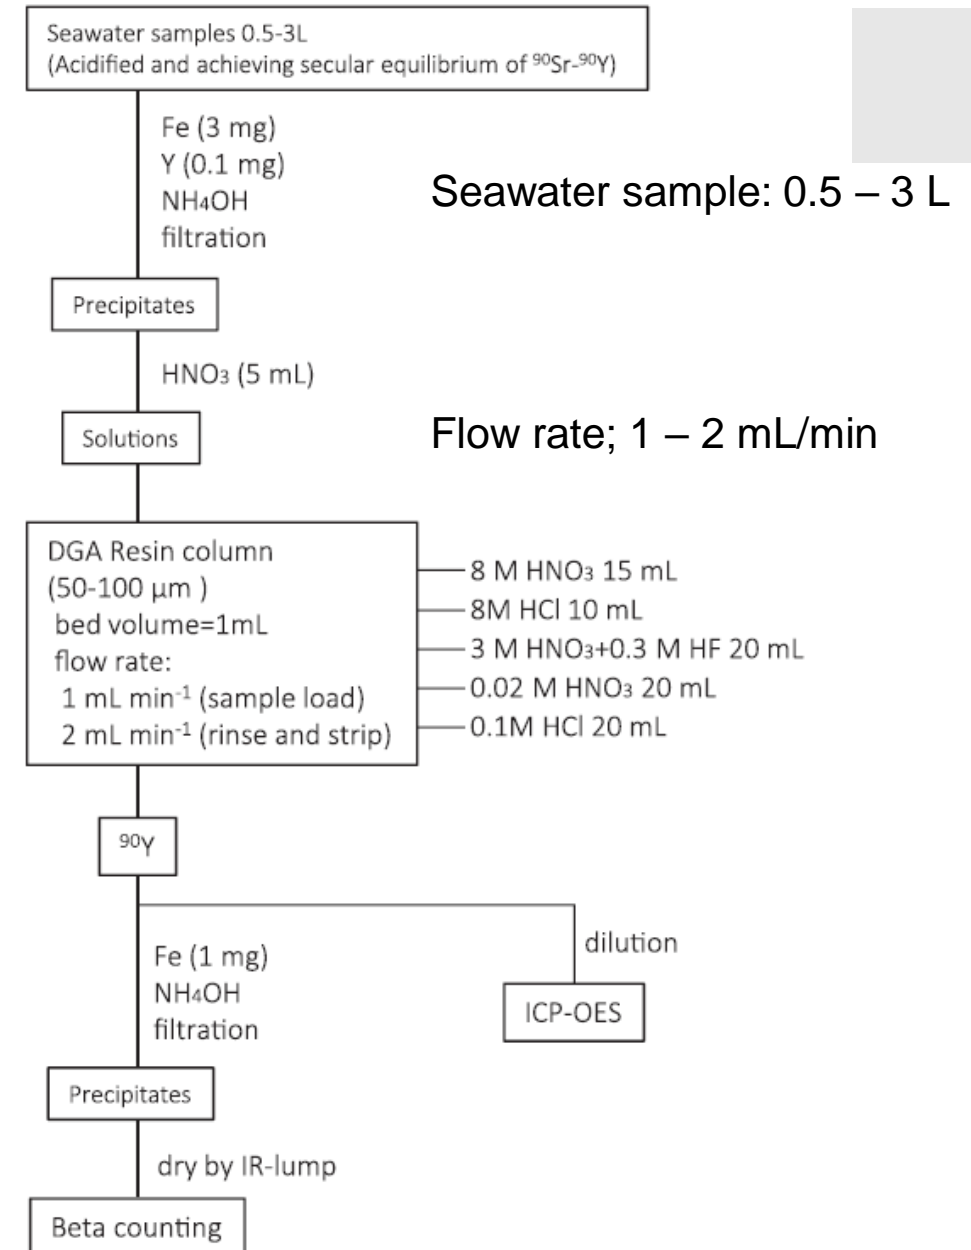 Seawater samples 0.5-3L
(Acidified and achieving secular equilibrium of ⁹⁰Sr-⁹⁰Y)
Fe (3 mg)
Y (0.1 mg)
NH₄OH
filtration
Seawater sample: 0.5 – 3 L
Precipitates
HNO₃ (5 mL)
Solutions
Flow rate; 1 – 2 mL/min
DGA Resin column
(50-100 µm )
bed volume=1mL
flow rate:
1 mL min⁻¹ (sample load)
2 mL min⁻¹ (rinse and strip)
8 M HNO₃ 15 mL
8M HCl 10 mL
3 M HNO₃+0.3 M HF 20 mL
0.02 M HNO₃ 20 mL
0.1M HCl 20 mL
⁹⁰Y
Fe (1 mg)
NH₄OH
filtration
dilution
ICP-OES
Precipitates
dry by IR-lump
Beta counting